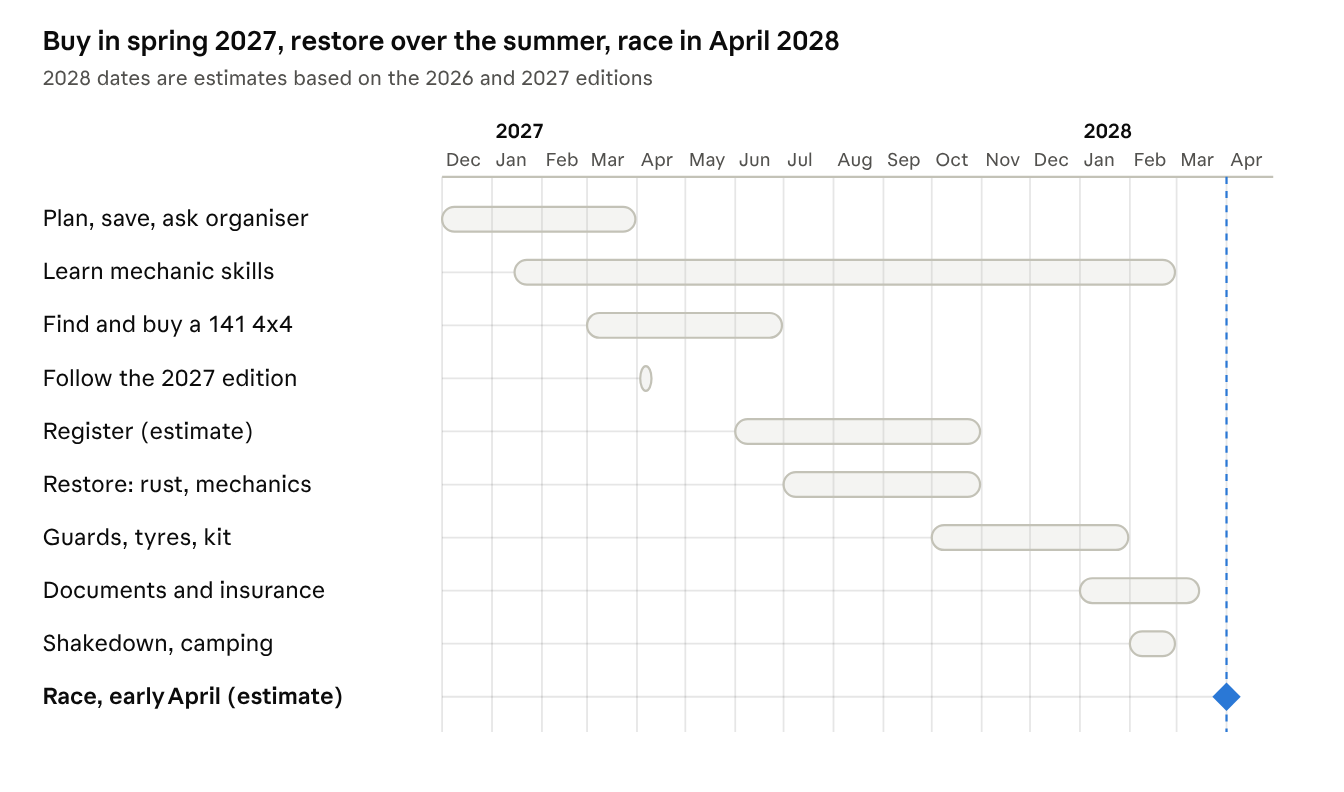 Buy in spring 2027, restore over the summer, race in April 2028
2028 dates are estimates based on the 2026 and 2027 editions
2027 2028
Dec Jan Feb Mar Apr May Jun Jul Aug Sep Oct Nov Dec Jan Feb Mar Apr
Plan, save, ask organiser
Learn mechanic skills
Find and buy a 141 4x4
Follow the 2027 edition
Register (estimate)
Restore: rust, mechanics
Guards, tyres, kit
Documents and insurance
Shakedown, camping
Race, early April (estimate)